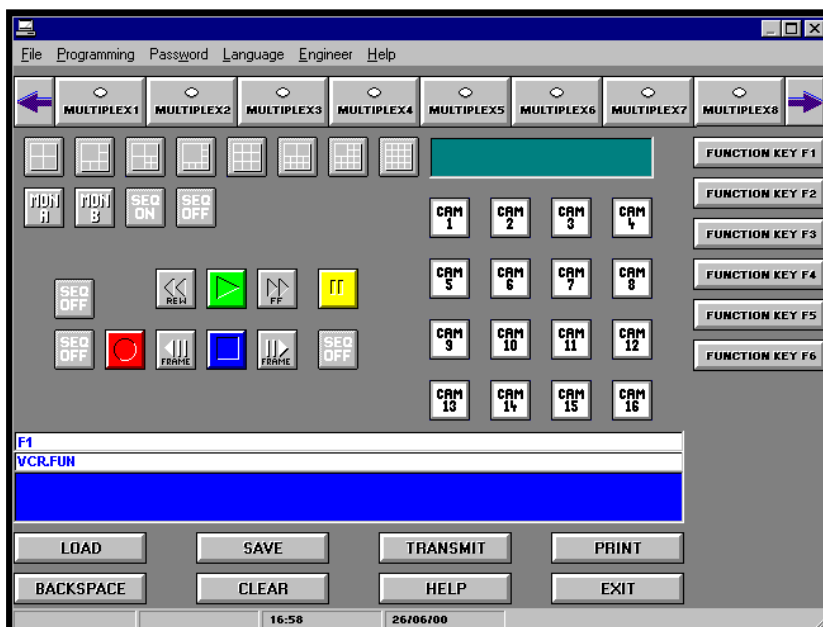 File Programming Password Language Engineer Help
MULTIPLEX1 MULTIPLEX2 MULTIPLEX3 MULTIPLEX4 MULTIPLEX5 MULTIPLEX6 MULTIPLEX7 MULTIPLEX8
FUNCTION KEY F1
MON A MON B SEQ ON SEQ OFF
FUNCTION KEY F2
CAM 1 CAM 2 CAM 3 CAM 4
FUNCTION KEY F3
SEQ OFF REW FF
CAM 5 CAM 6 CAM 7 CAM 8
FUNCTION KEY F4
FUNCTION KEY F5
SEQ OFF FRAME FRAME SEQ OFF
CAM 9 CAM 10 CAM 11 CAM 12
FUNCTION KEY F6
CAM 13 CAM 14 CAM 15 CAM 16
F1
VCR.FUN
LOAD SAVE TRANSMIT PRINT
BACKSPACE CLEAR HELP EXIT
16:58 26/06/00